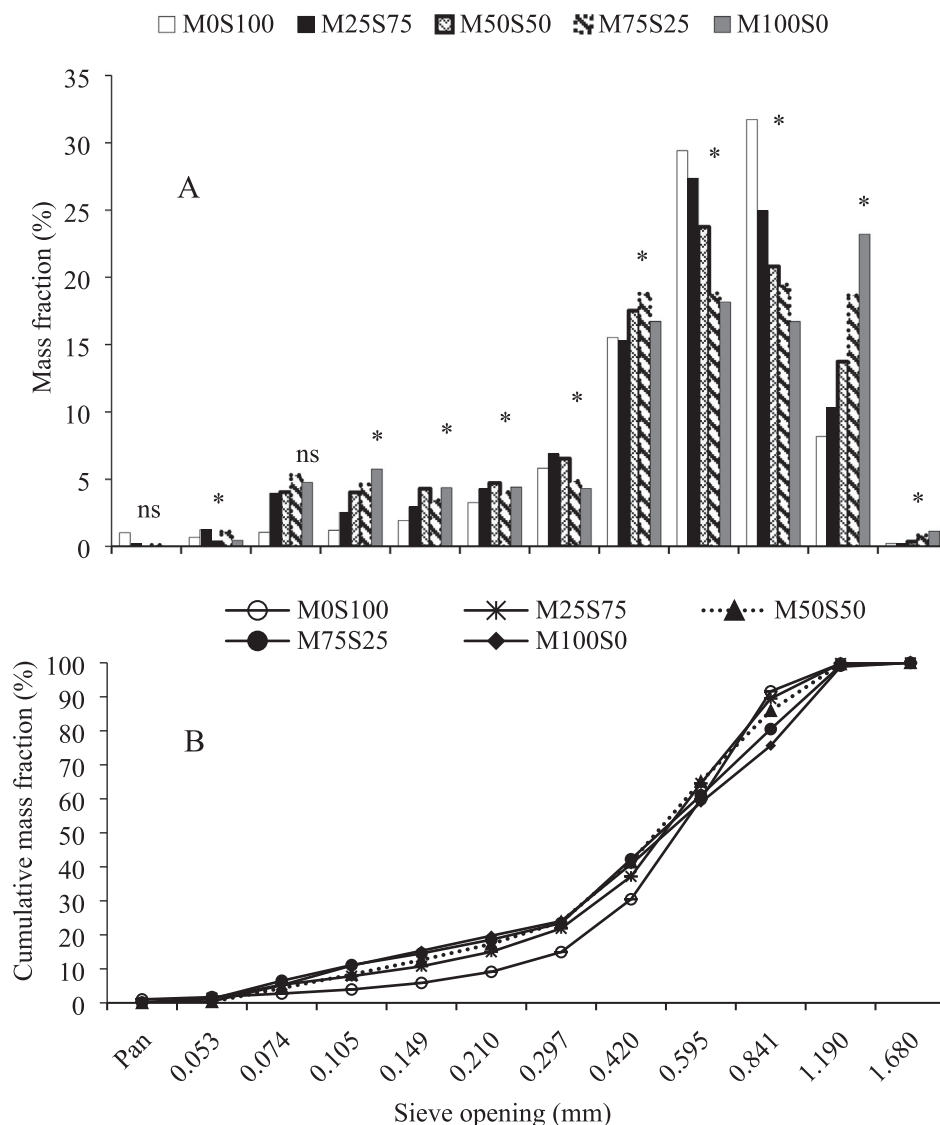 M0S100 M25S75 M50S50 M75S25 M100S0
35
30
25
20
15
10
5
0
Mass fraction (%)
A
ns
*
ns
*
*
*
*
*
*
*
*
*
M0S100 M25S75 M50S50
M75S25 M100S0
100
90
80
70
60
50
40
30
20
10
0
Cumulative mass fraction (%)
B
Pan 0.053 0.074 0.105 0.149 0.210 0.297 0.420 0.595 0.841 1.190 1.680
Sieve opening (mm)